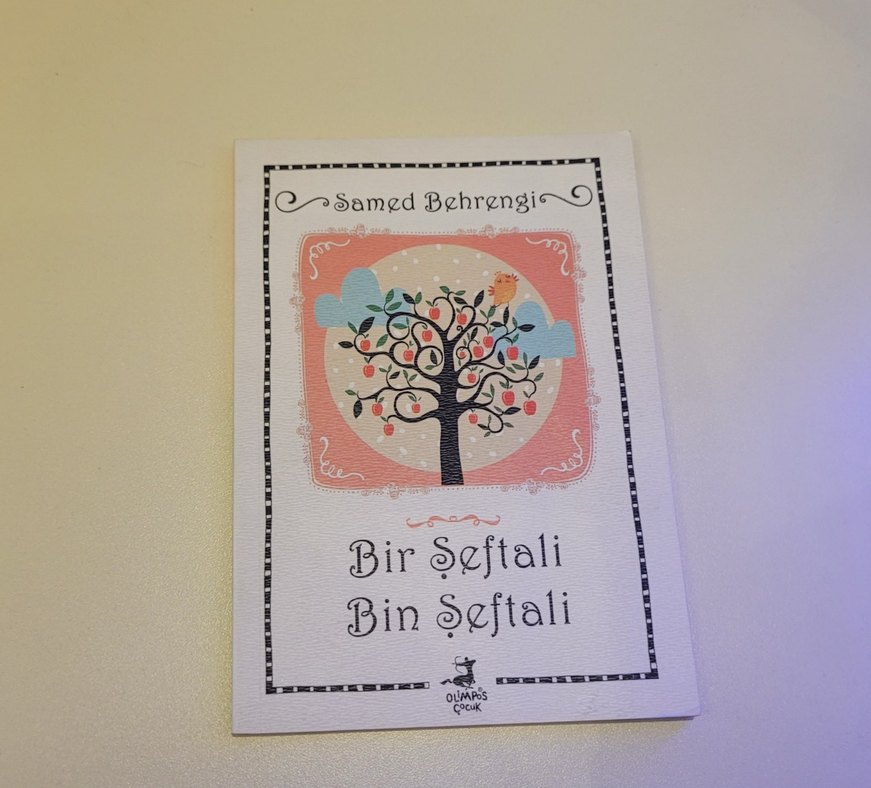 Samed Behrengi
Bir Şeftali
Bin Şeftali
OLİMPOS
ÇOCUK